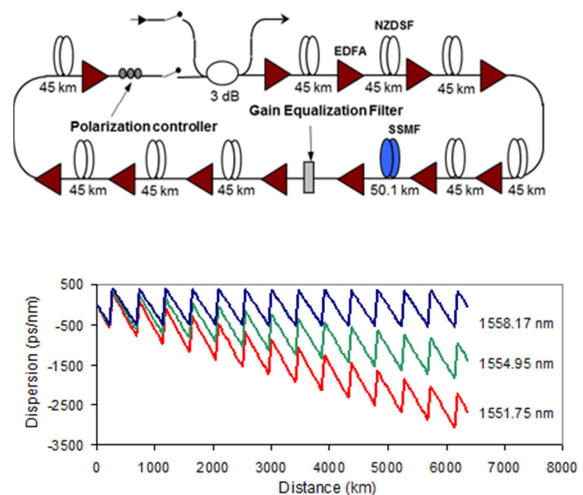 NZDSF
EDFA
45 km
3 dB
45 km
45 km
45 km
Polarization controller
Gain Equalization Filter
SSMF
45 km
45 km
45 km
50.1 km
45 km
45 km
Dispersion (ps/nm)
500
-500
-1500
-2500
-3500
1558.17 nm
1554.95 nm
1551.75 nm
0 1000 2000 3000 4000 5000 6000 7000 8000
Distance (km)